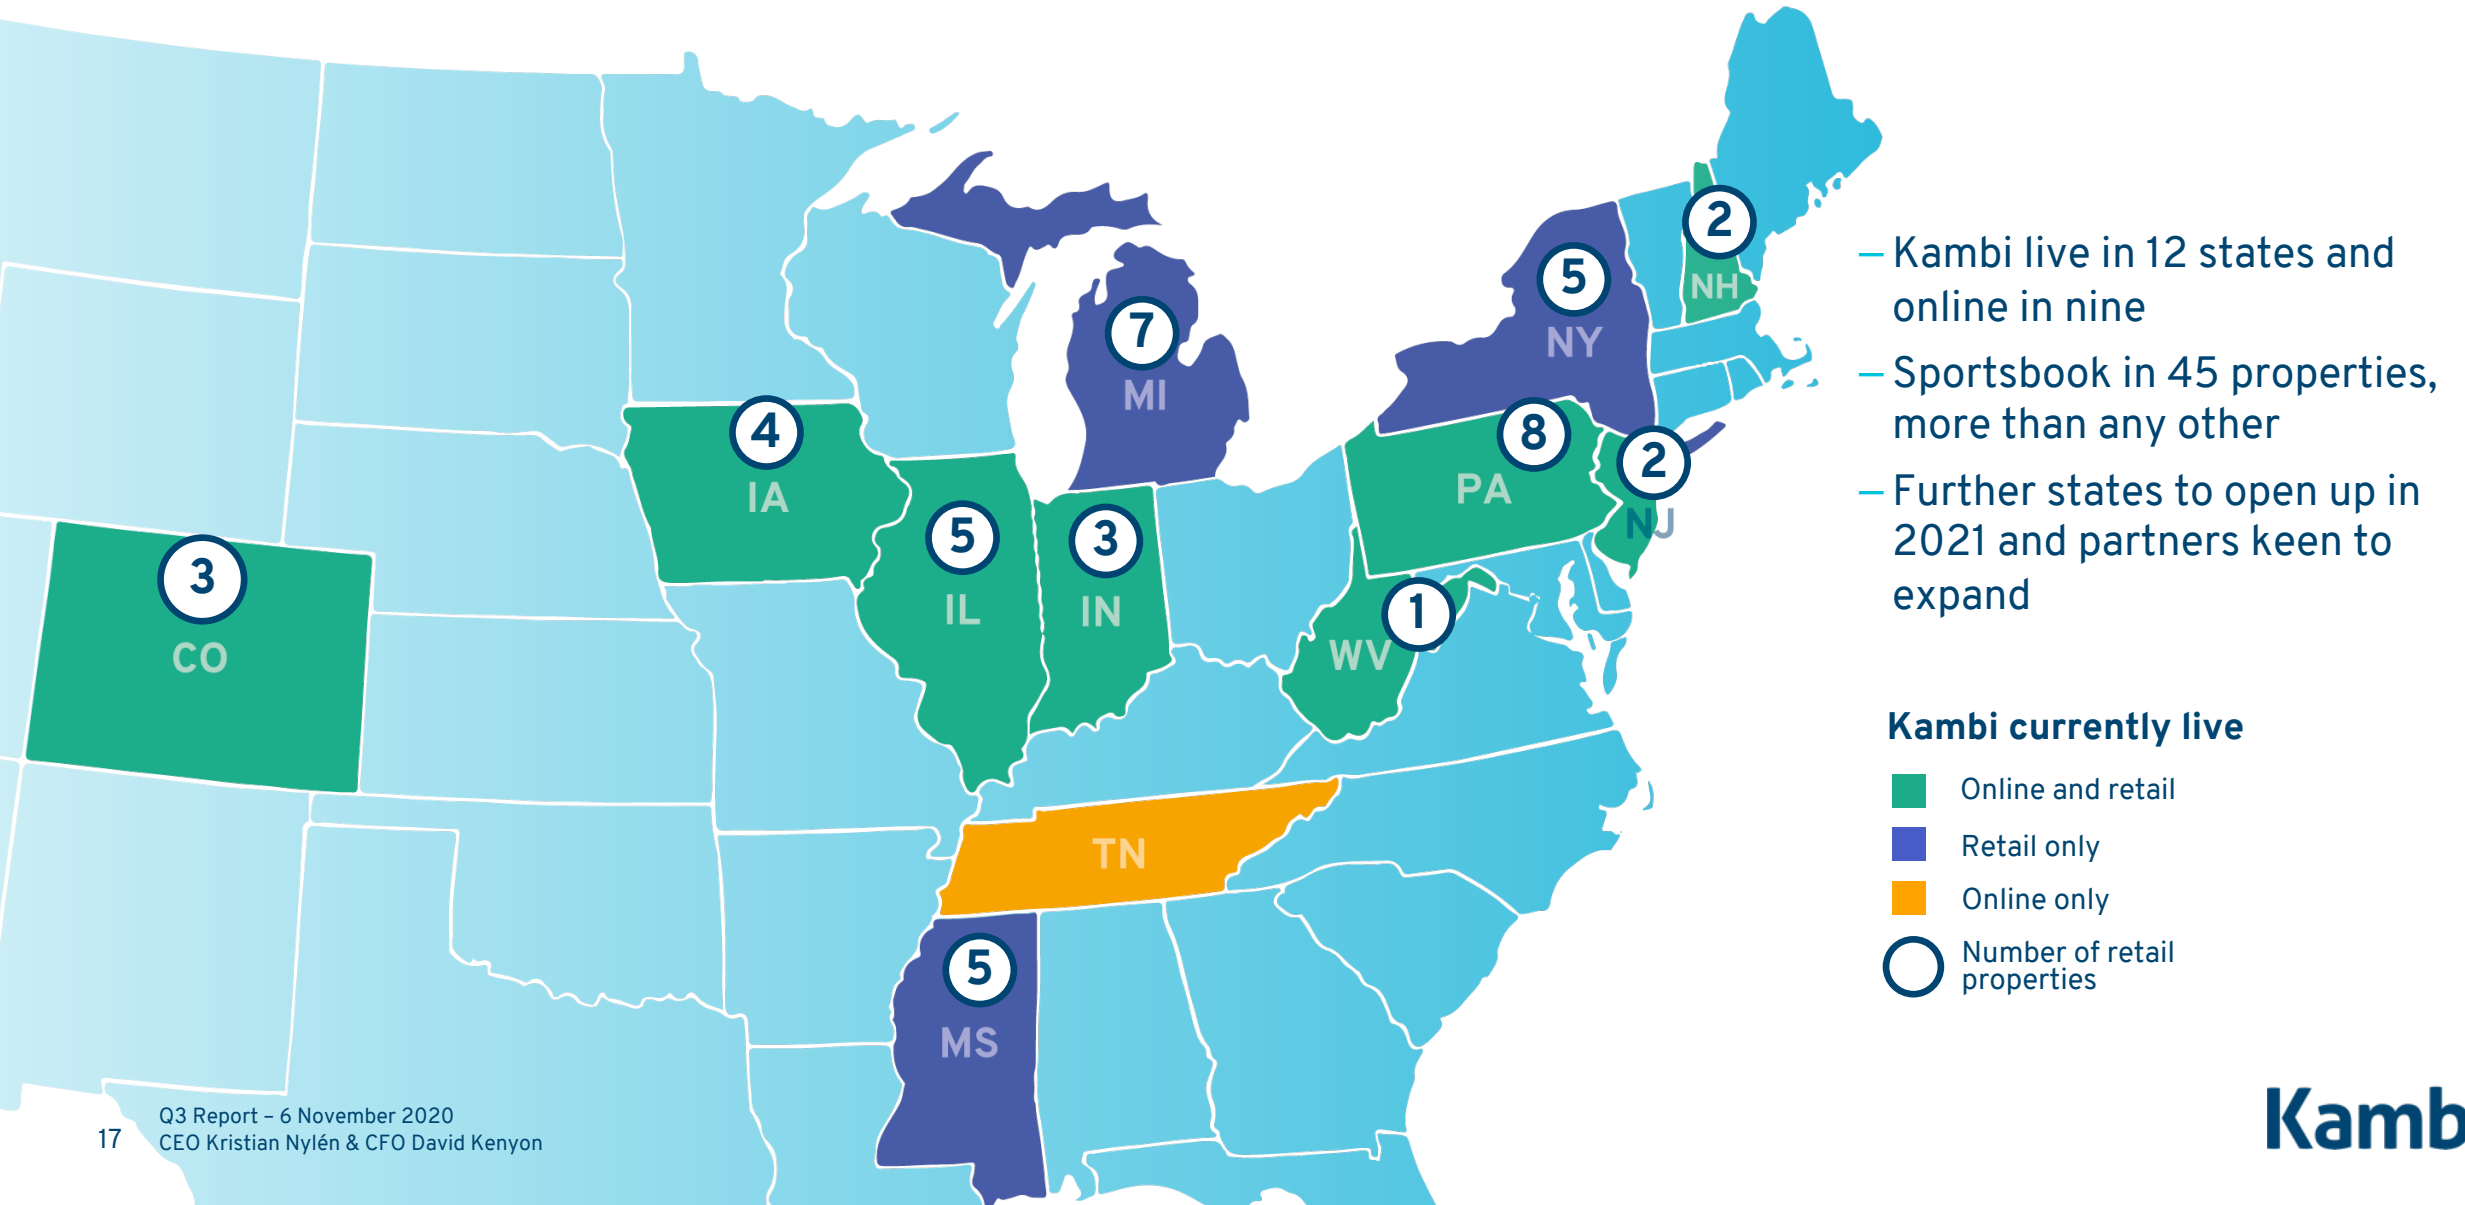 2
NH
5
NY
7
MI
4
IA
8
PA
2
NJ
5
IL
3
IN
3
CO
1
WV
TN
5
MS
– Kambi live in 12 states and
online in nine
– Sportsbook in 45 properties,
more than any other
– Further states to open up in
2021 and partners keen to
expand
Kambi currently live
Online and retail
Retail only
Online only
Number of retail
properties
17
Q3 Report – 6 November 2020
CEO Kristian Nylén & CFO David Kenyon
Kamb